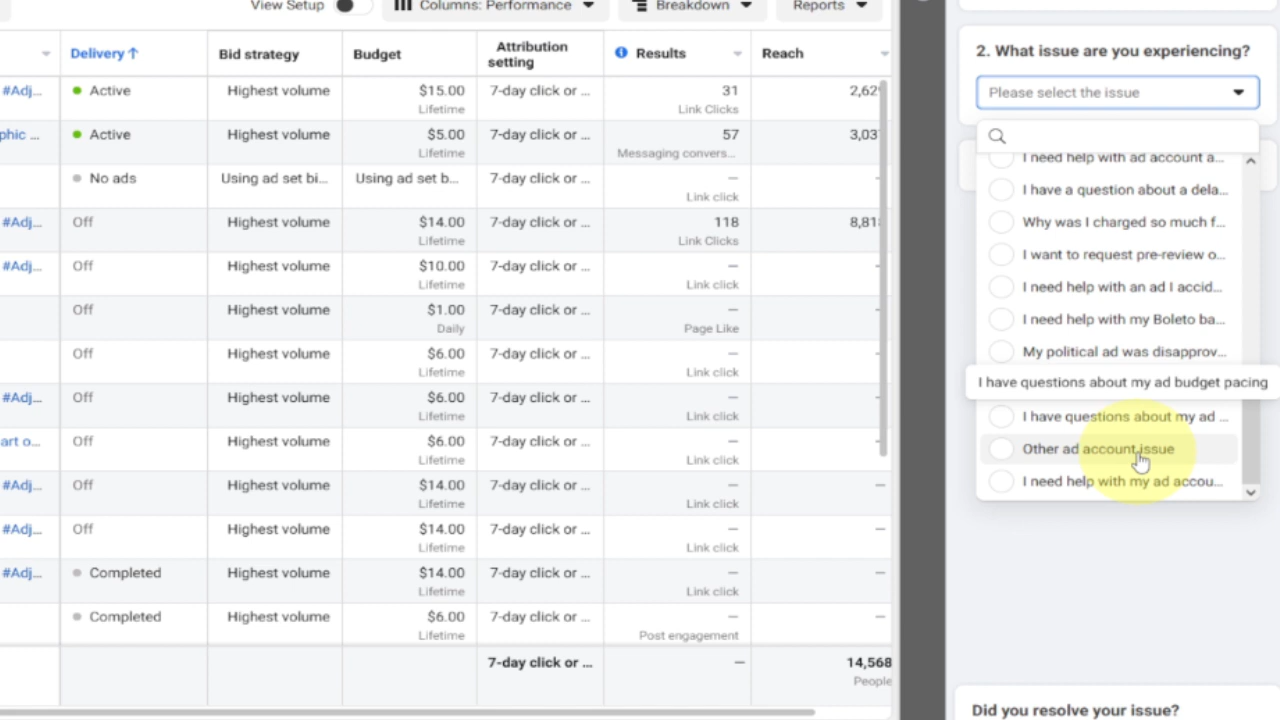 View Setup
Columns: Performance
Breakdown
Reports
Delivery ↑
Bid strategy
Budget
Attribution
setting
Results
Reach
#Adj...
Active
Highest volume
$15.00
Lifetime
7-day click or ...
31
Link Clicks
2,62
phic ...
Active
Highest volume
$5.00
Lifetime
7-day click or ...
57
Messaging convers...
3,03
No ads
Using ad set bi...
Using ad set b...
7-day click or ...
—
Link click
#Adj...
Off
Highest volume
$14.00
Lifetime
7-day click or ...
118
Link Clicks
8,81
#Adj...
Off
Highest volume
$10.00
Lifetime
7-day click or ...
—
Link click
Off
Highest volume
$1.00
Daily
7-day click or ...
—
Page Like
Off
Highest volume
$6.00
Lifetime
7-day click or ...
—
Link click
#Adj...
Off
Highest volume
$6.00
Lifetime
7-day click or ...
—
Link click
art o...
Off
Highest volume
$6.00
Lifetime
7-day click or ...
—
Link click
#Adj...
Off
Highest volume
$14.00
Lifetime
7-day click or ...
—
Link click
—
#Adj...
Off
Highest volume
$14.00
Lifetime
7-day click or ...
—
Link click
—
#Adj...
Completed
Highest volume
$14.00
Lifetime
7-day click or ...
—
Link click
—
Completed
Highest volume
$6.00
Lifetime
7-day click or ...
—
Post engagement
—
7-day click or ...
—
14,568
People
2. What issue are you experiencing?
Please select the issue
I need help with ad account a...
I have a question about a dela...
Why was I charged so much f...
I want to request pre-review o...
I need help with an ad I accid...
I need help with my Boleto ba...
My political ad was disapprov...
I have questions about my ad budget pacing
I have questions about my ad ...
Other ad account issue
I need help with my ad accou...
Did you resolve your issue?